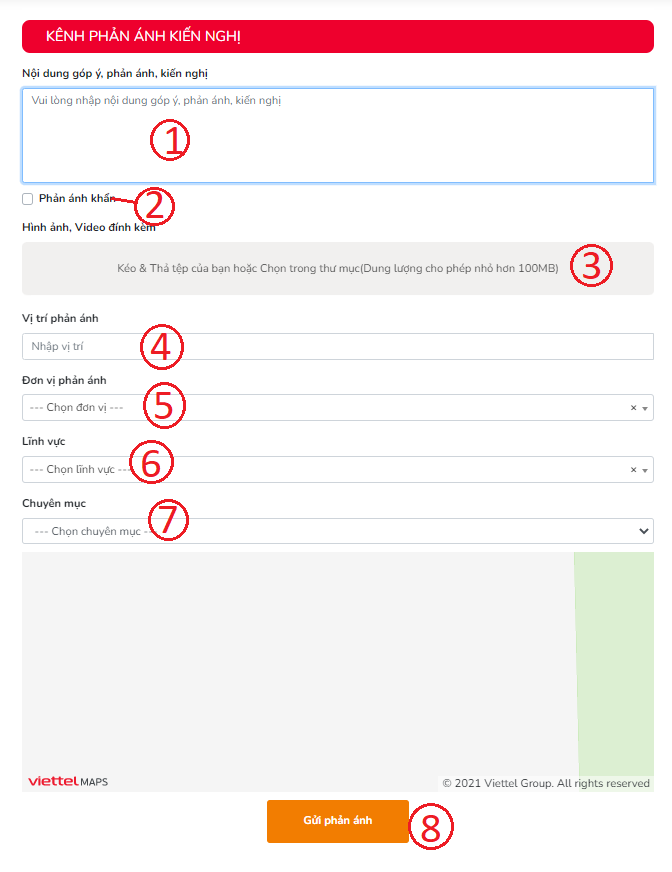 KÊNH PHẢN ÁNH KIẾN NGHỊ
Nội dung góp ý, phản ánh, kiến nghị
Vui lòng nhập nội dung góp ý, phản ánh, kiến nghị
1
Phản ánh khẩn
2
Hình ảnh, Video đính kèm
Kéo & Thả tệp của bạn hoặc Chọn trong thư mục(Dung lượng cho phép nhỏ hơn 100MB)
3
Vị trí phản ánh
Nhập vị trí
4
Đơn vị phản ánh
--- Chọn đơn vị ---
5
×
Lĩnh vực
--- Chọn lĩnh vực ---
6
×
Chuyên mục
--- Chọn chuyên mục ---
7
viettel MAPS
© 2021 Viettel Group. All rights reserved
Gửi phản ánh
8